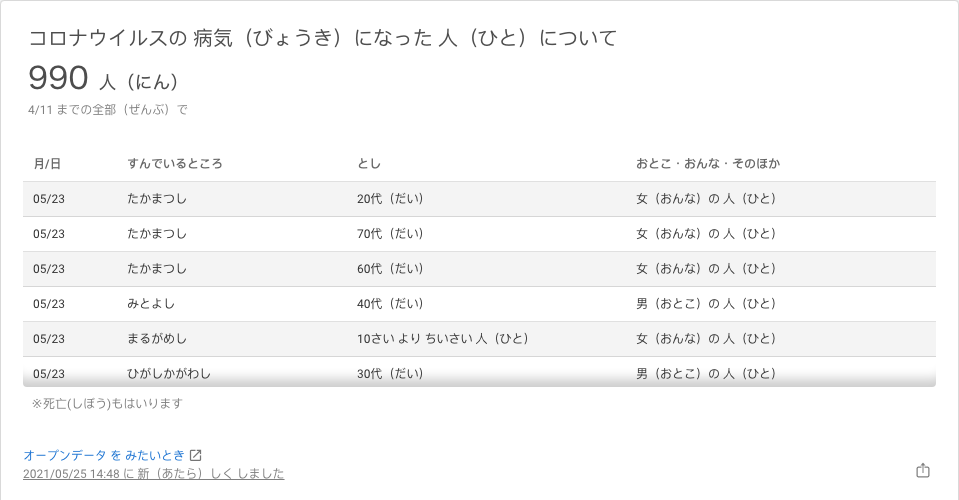 コロナウイルスの 病気（びょうき）になった 人（ひと）について
990 人（にん）
4/11 までの全部（ぜんぶ）で
月/日 すんでいるところ とし おとこ・おんな・そのほか
05/23 たかまつし 20代（だい） 女（おんな）の 人（ひと）
05/23 たかまつし 70代（だい） 女（おんな）の 人（ひと）
05/23 たかまつし 60代（だい） 女（おんな）の 人（ひと）
05/23 みとよし 40代（だい） 男（おとこ）の 人（ひと）
05/23 まるがめし 10さい より ちいさい 人（ひと） 女（おんな）の 人（ひと）
05/23 ひがしかがわし 30代（だい） 男（おとこ）の 人（ひと）
※死亡(しぼう)もはいります
オープンデータ を みたいとき
2021/05/25 14:48 に 新（あたら）しく しました